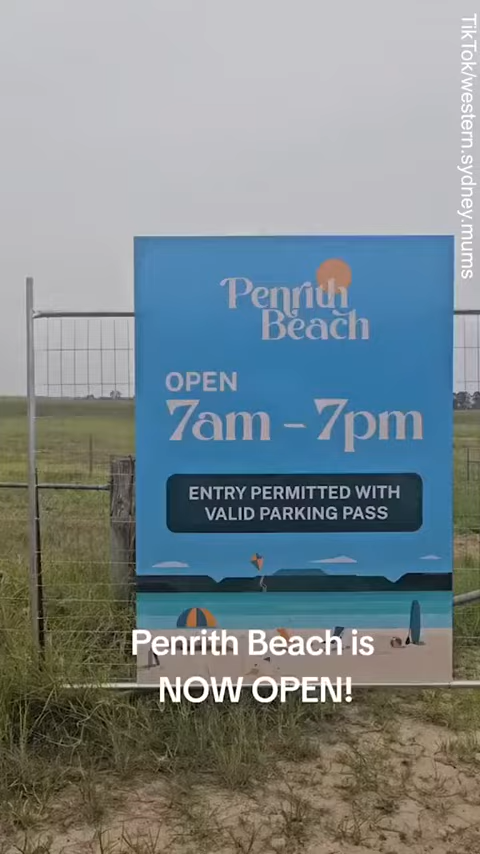 TikTok/western.sydney.mums
Penrith
Beach
OPEN
7am – 7pm
ENTRY PERMITTED WITH
VALID PARKING PASS
Penrith Beach is
NOW OPEN!